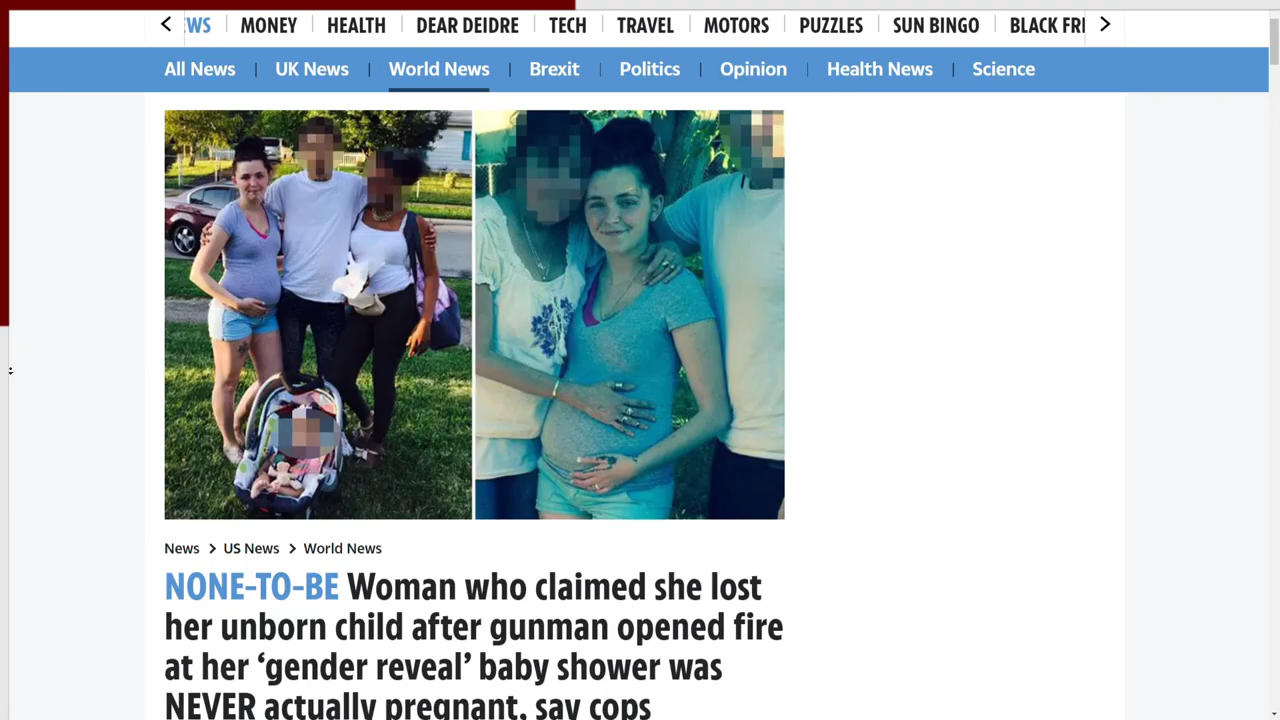 WS MONEY HEALTH DEAR DEIDRE TECH TRAVEL MOTORS PUZZLES SUN BINGO BLACK FRI
All News UK News World News Brexit Politics Opinion Health News Science
News > US News > World News
NONE-TO-BE Woman who claimed she lost
her unborn child after gunman opened fire
at her ‘gender reveal’ baby shower was
NEVER actually pregnant, say cops